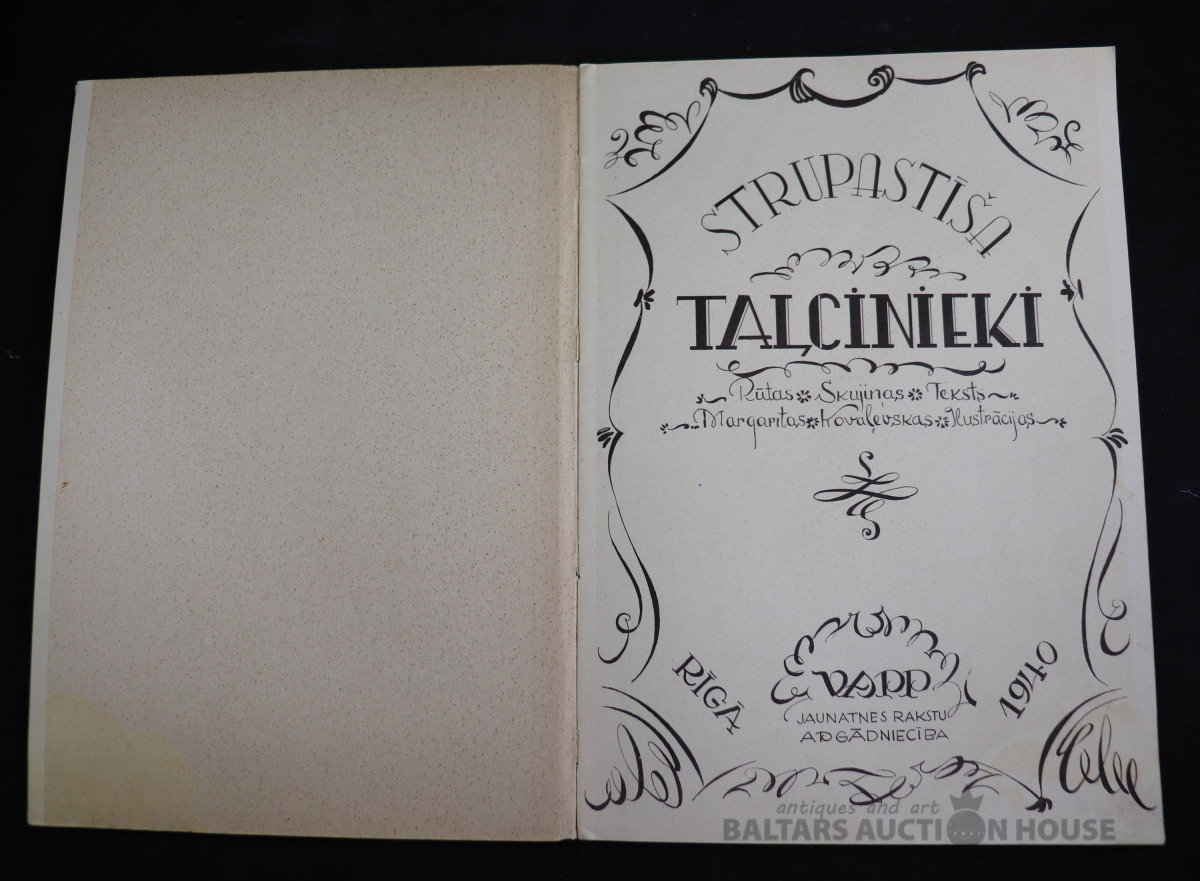 STRUPASTĪŠA
TAĻCINIEKI
Rūtas Skujiņas Teksts
Margaritas Kovaļevskas Ilustrācijas
RĪGĀ
VAPP
1940
JAUNATNES RAKSTU
APGĀDNIECĪBA
antiques and art
BALTARS AUCTION HOUSE